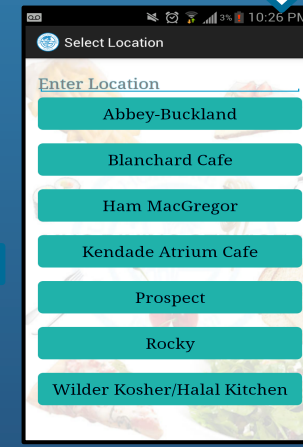 3% 10:26 PM
Select Location
Enter Location
Abbey-Buckland
Blanchard Cafe
Ham MacGregor
Kendade Atrium Cafe
Prospect
Rocky
Wilder Kosher/Halal Kitchen